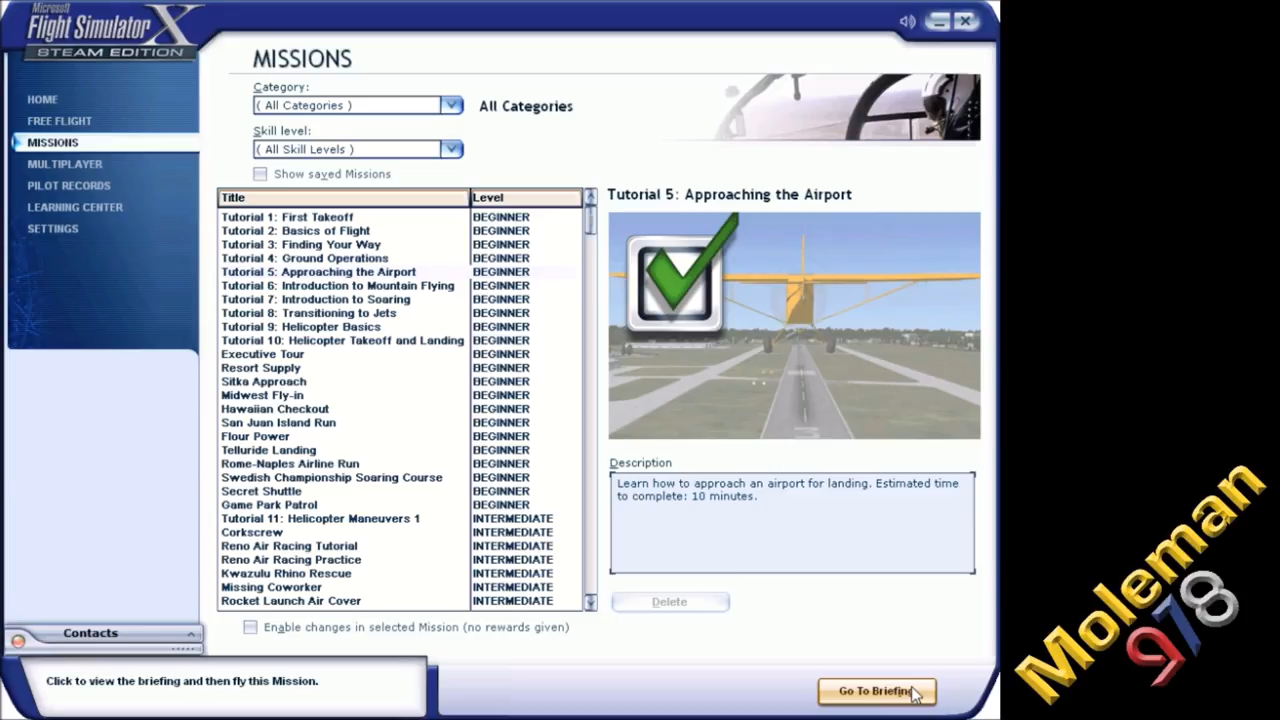 Microsoft
Flight Simulator X
STEAM EDITION
HOME
FREE FLIGHT
MISSIONS
MULTIPLAYER
PILOT RECORDS
LEARNING CENTER
SETTINGS
MISSIONS
Category:
( All Categories )
All Categories
Skill level:
( All Skill Levels )
Show saved Missions
Title Level
Tutorial 1: First Takeoff BEGINNER
Tutorial 2: Basics of Flight BEGINNER
Tutorial 3: Finding Your Way BEGINNER
Tutorial 4: Ground Operations BEGINNER
Tutorial 5: Approaching the Airport BEGINNER
Tutorial 6: Introduction to Mountain Flying BEGINNER
Tutorial 7: Introduction to Soaring BEGINNER
Tutorial 8: Transitioning to Jets BEGINNER
Tutorial 9: Helicopter Basics BEGINNER
Tutorial 10: Helicopter Takeoff and Landing BEGINNER
Executive Tour BEGINNER
Resort Supply BEGINNER
Sitka Approach BEGINNER
Midwest Fly-in BEGINNER
Hawaiian Checkout BEGINNER
San Juan Island Run BEGINNER
Flour Power BEGINNER
Telluride Landing BEGINNER
Rome-Naples Airline Run BEGINNER
Swedish Championship Soaring Course BEGINNER
Secret Shuttle BEGINNER
Game Park Patrol BEGINNER
Tutorial 11: Helicopter Maneuvers 1 INTERMEDIATE
Corkscrew INTERMEDIATE
Reno Air Racing Tutorial INTERMEDIATE
Reno Air Racing Practice INTERMEDIATE
Kwazulu Rhino Rescue INTERMEDIATE
Missing Coworker INTERMEDIATE
Rocket Launch Air Cover INTERMEDIATE
Tutorial 5: Approaching the Airport
Description
Learn how to approach an airport for landing. Estimated time
to complete: 10 minutes.
Delete
Enable changes in selected Mission (no rewards given)
Contacts
Click to view the briefing and then fly this Mission.
Go To Briefing
Moleman
978